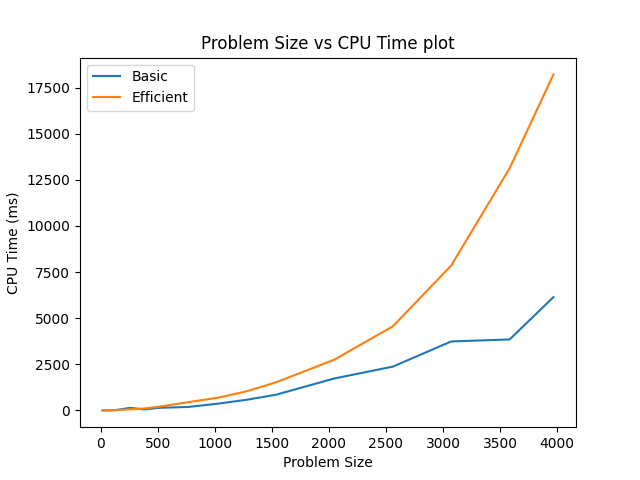 Problem Size vs CPU Time plot
Basic
Efficient
CPU Time (ms)
17500
15000
12500
10000
7500
5000
2500
0
0 500 1000 1500 2000 2500 3000 3500 4000
Problem Size